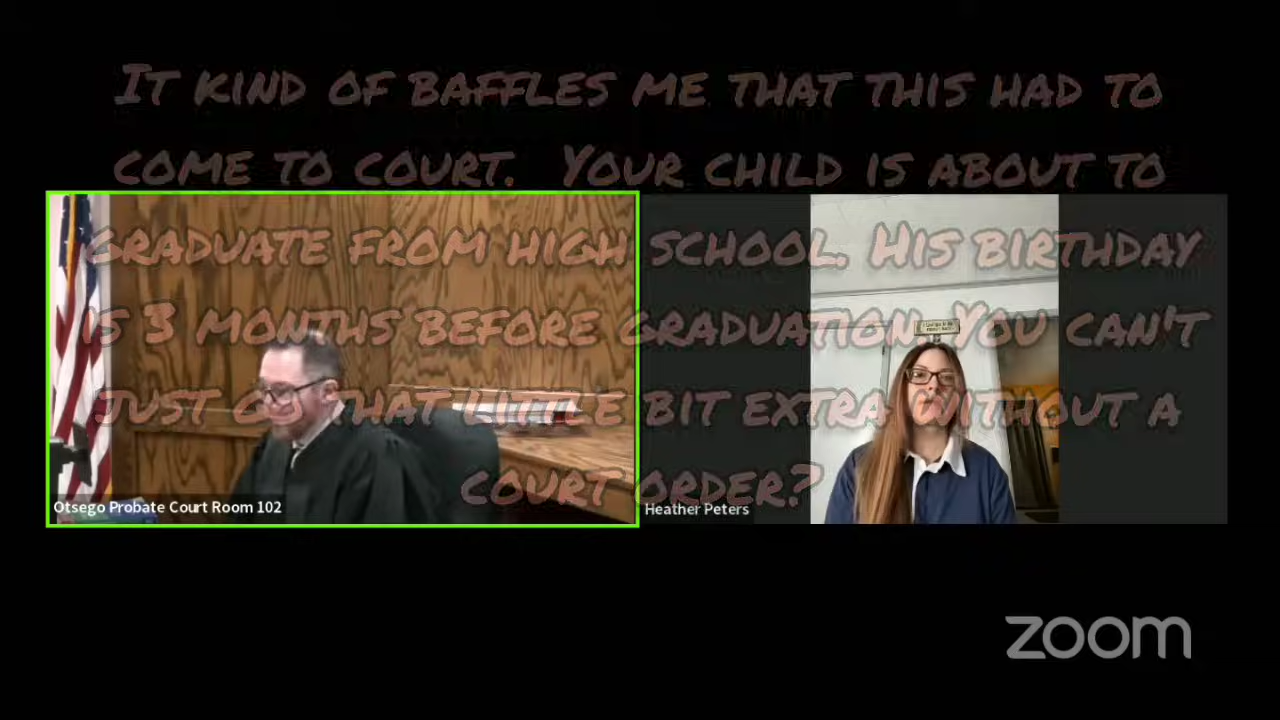 It kind of baffles me that this had to
come to court.  Your child is about to
graduate from high school. His birthday
is 3 months before graduation. You can't
just go that little bit extra without a
court order?
Otsego Probate Court Room 102
Heather Peters
zoom